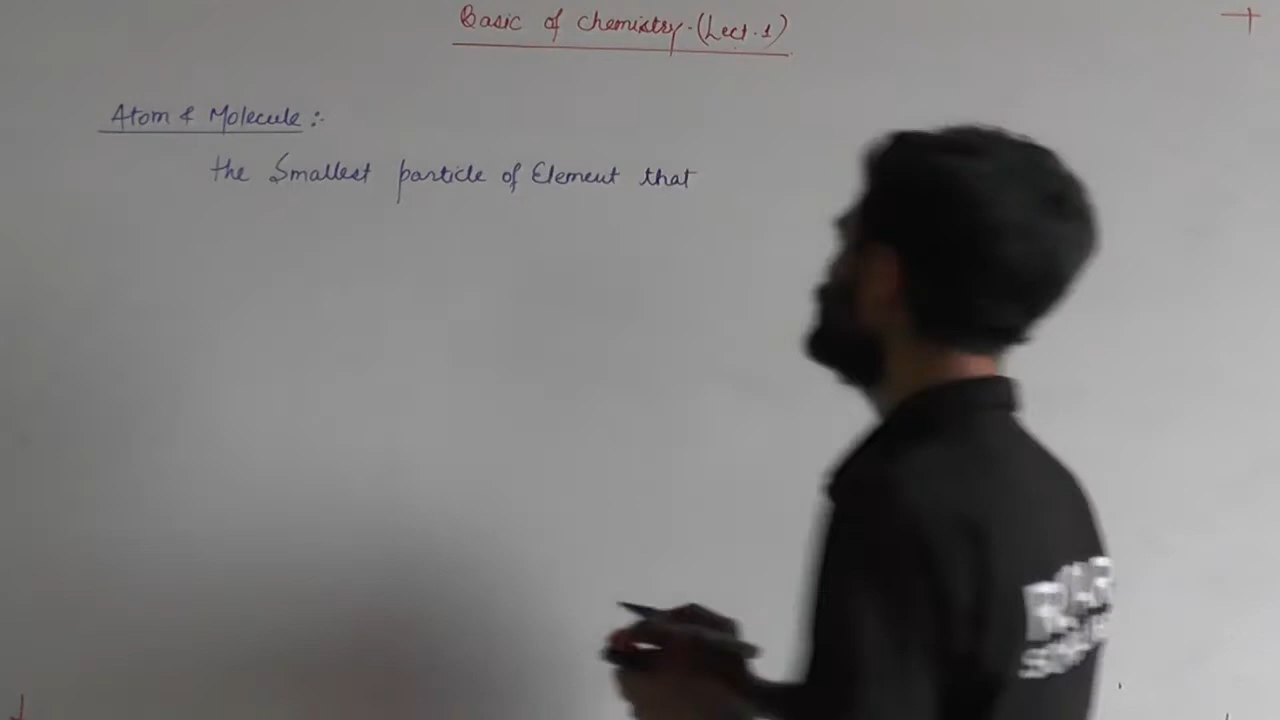 Basic of chemistry.(Lect.1)
Atom & Molecule :-
the Smallest particle of Element that